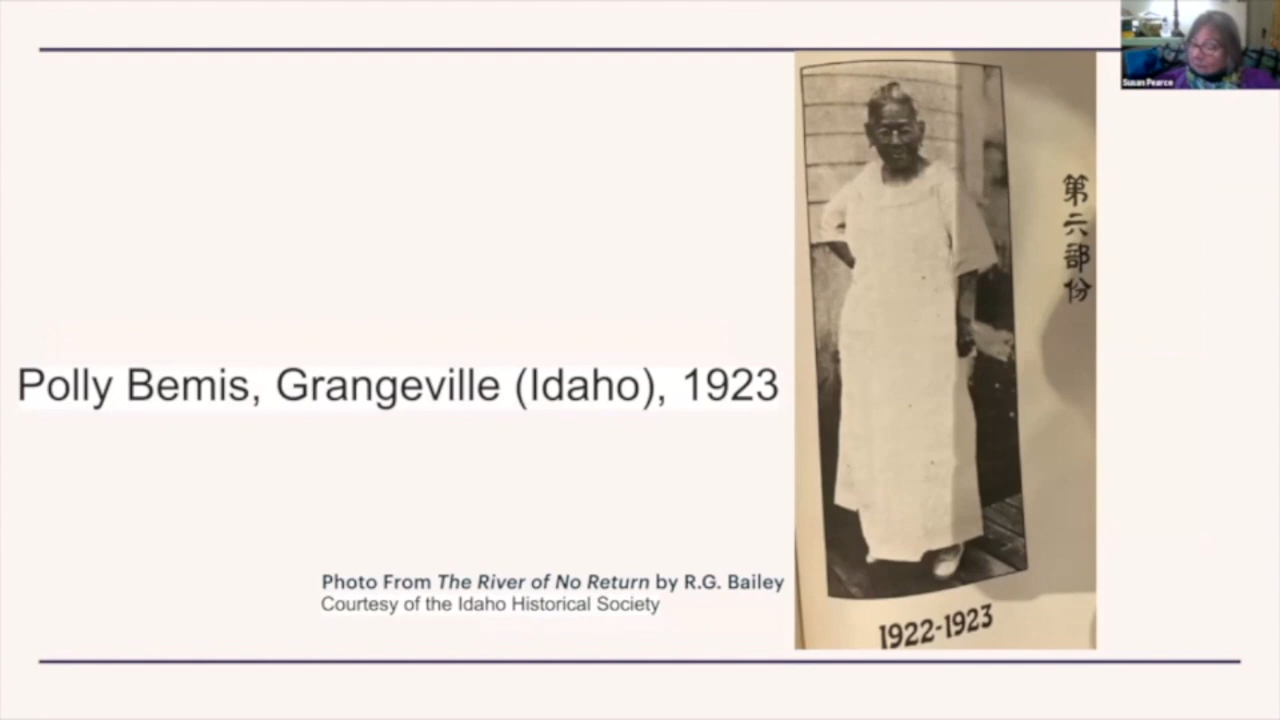 Susan Pearce
第六部份
Polly Bemis, Grangeville (Idaho), 1923
Photo From The River of No Return by R.G. Bailey
Courtesy of the Idaho Historical Society
1922-1923